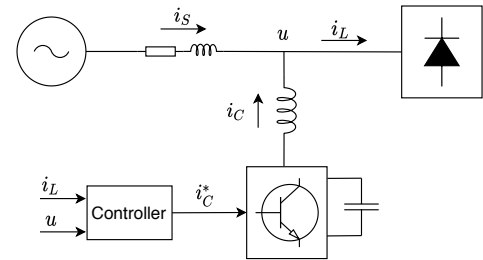 i_S
u
i_L
i_C
i_L
u
Controller
i_C^*